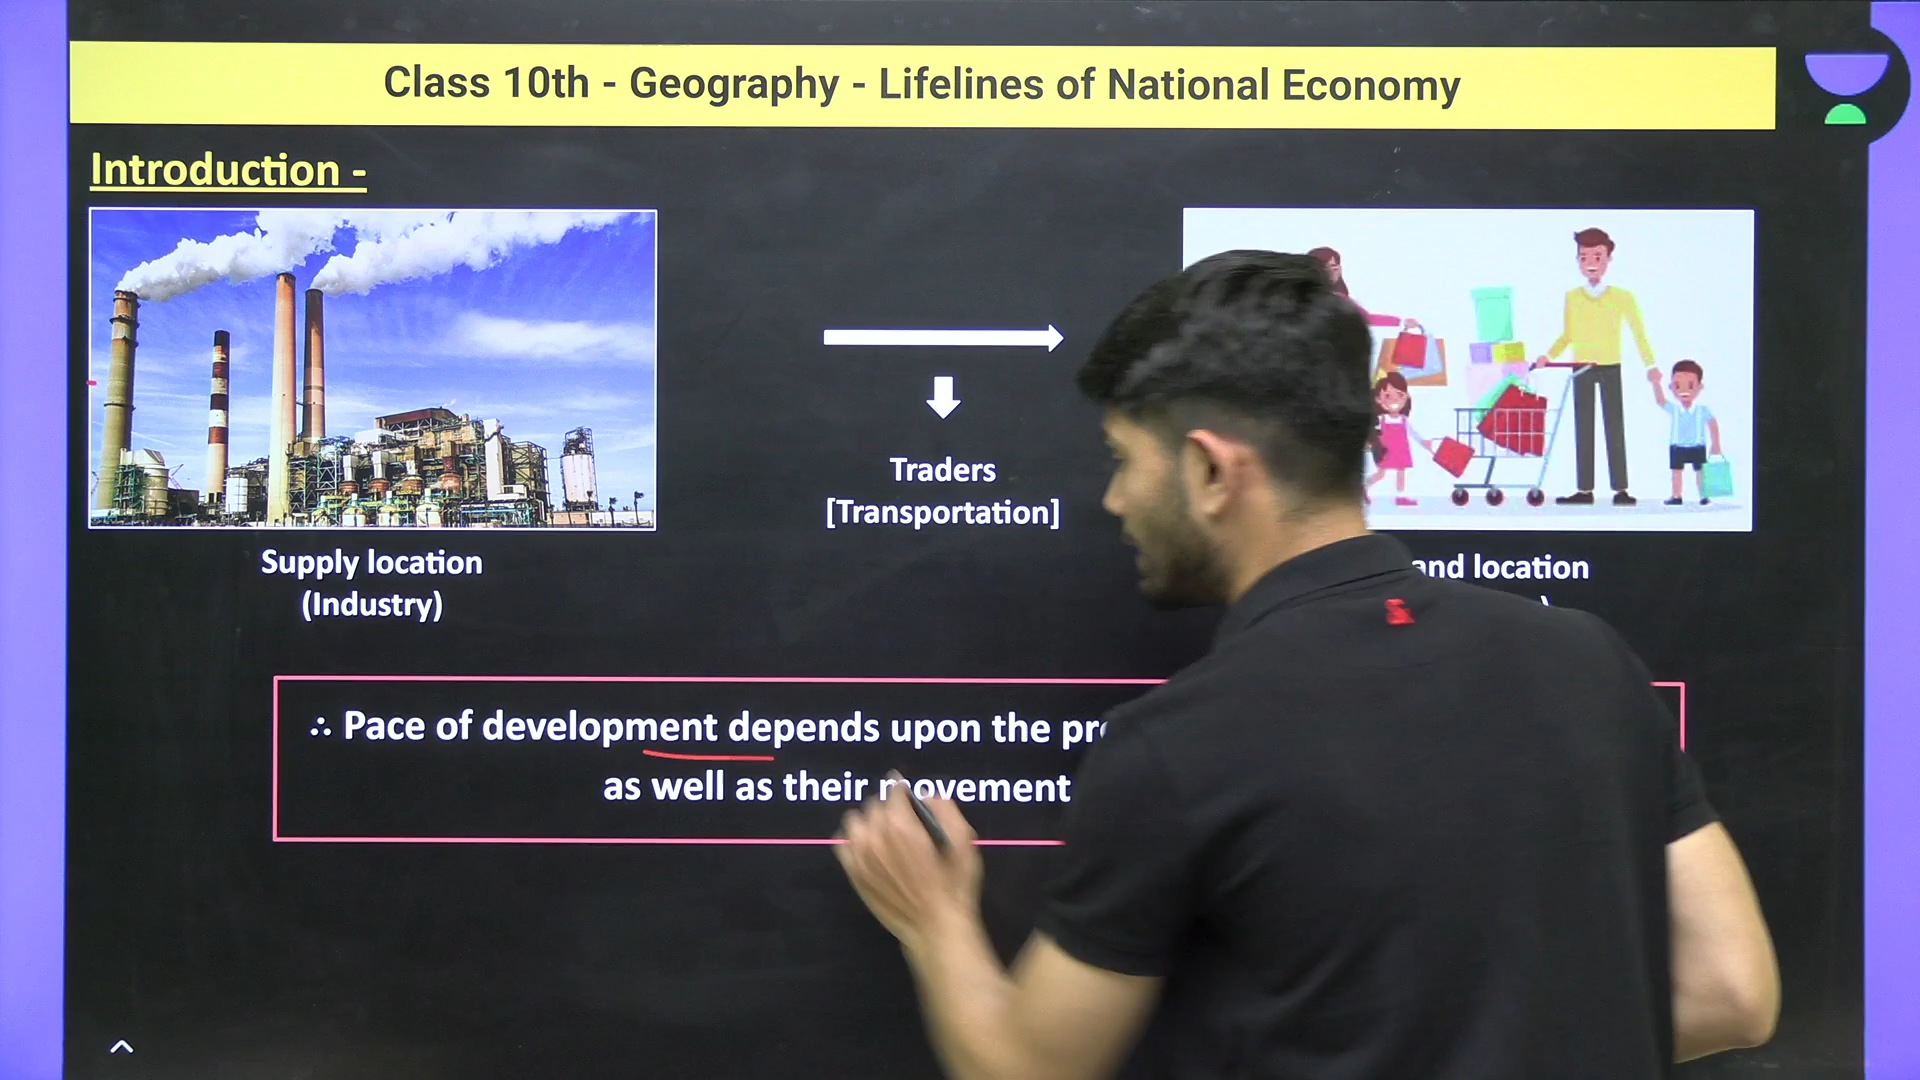 Class 10th - Geography - Lifelines of National Economy
Introduction -
Traders
[Transportation]
Supply location
(Industry)
location
∴ Pace of development depends upon the
as well as their movement